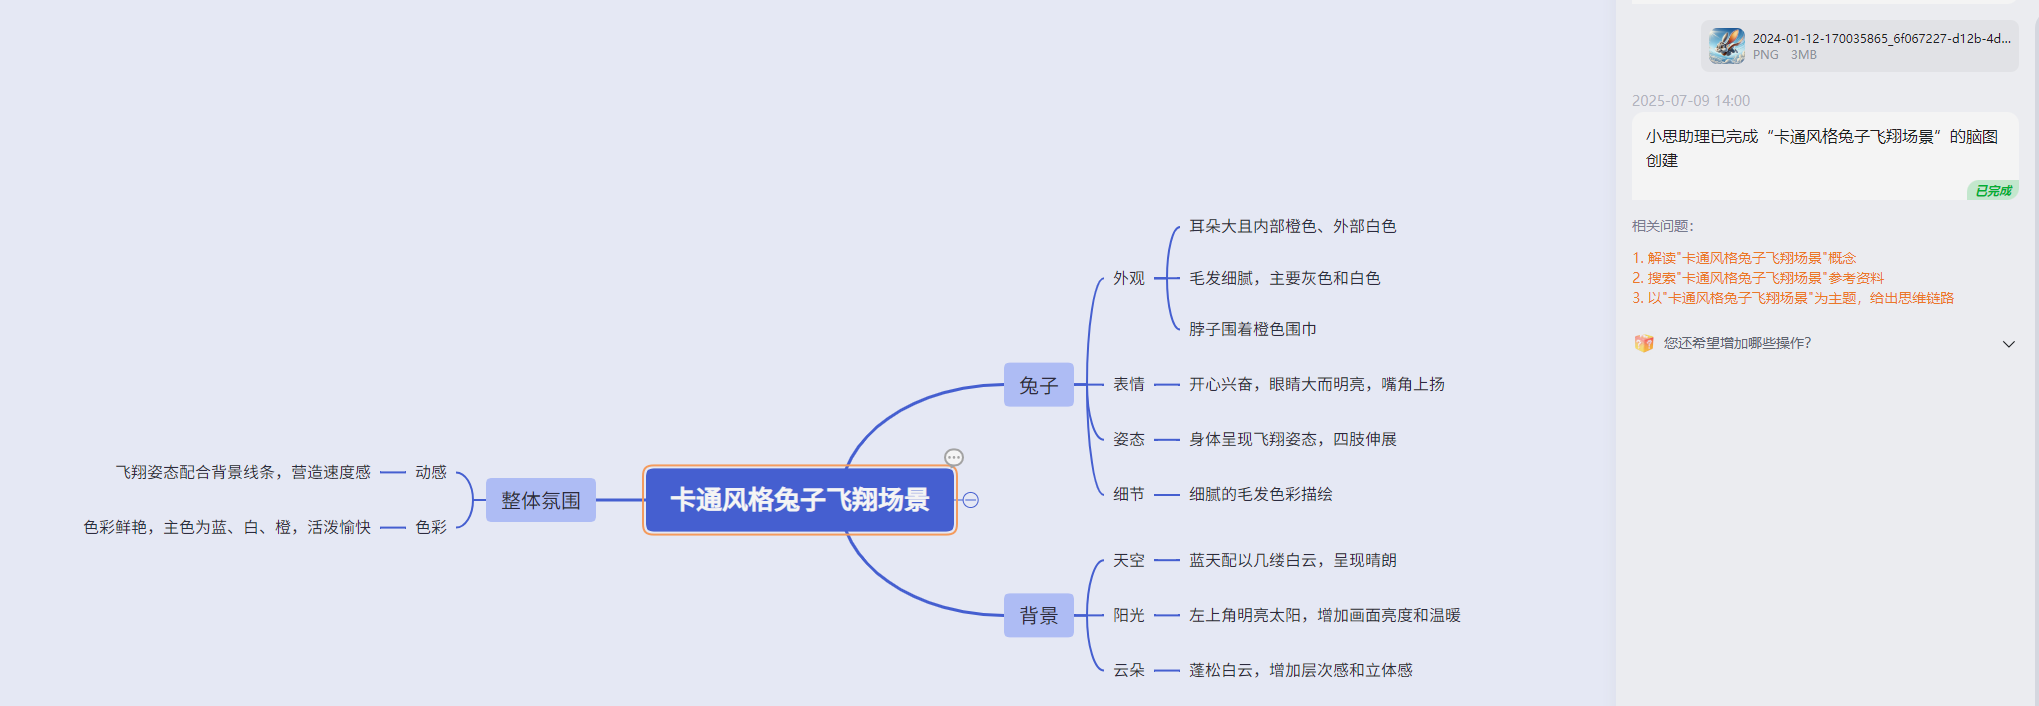 卡通风格兔子飞翔场景
兔子
外观
耳朵大且内部橙色、外部白色
毛发细腻，主要灰色和白色
脖子围着橙色围巾
表情
开心兴奋，眼睛大而明亮，嘴角上扬
姿态
身体呈现飞翔姿态，四肢伸展
细节
细腻的毛发色彩描绘
背景
天空
蓝天配以几缕白云，呈现晴朗
阳光
左上角明亮太阳，增加画面亮度和温暖
云朵
蓬松白云，增加层次感和立体感
整体氛围
动感
飞翔姿态配合背景线条，营造速度感
色彩
色彩鲜艳，主色为蓝、白、橙，活泼愉快
2024-01-12-170035865_6f067227-d12b-4d...
PNG 3MB
2025-07-09 14:00
小思助理已完成“卡通风格兔子飞翔场景”的脑图
创建
已完成
相关问题：
1. 解读"卡通风格兔子飞翔场景"概念
2. 搜索"卡通风格兔子飞翔场景"参考资料
3. 以"卡通风格兔子飞翔场景"为主题，给出思维链路
您还希望增加哪些操作？